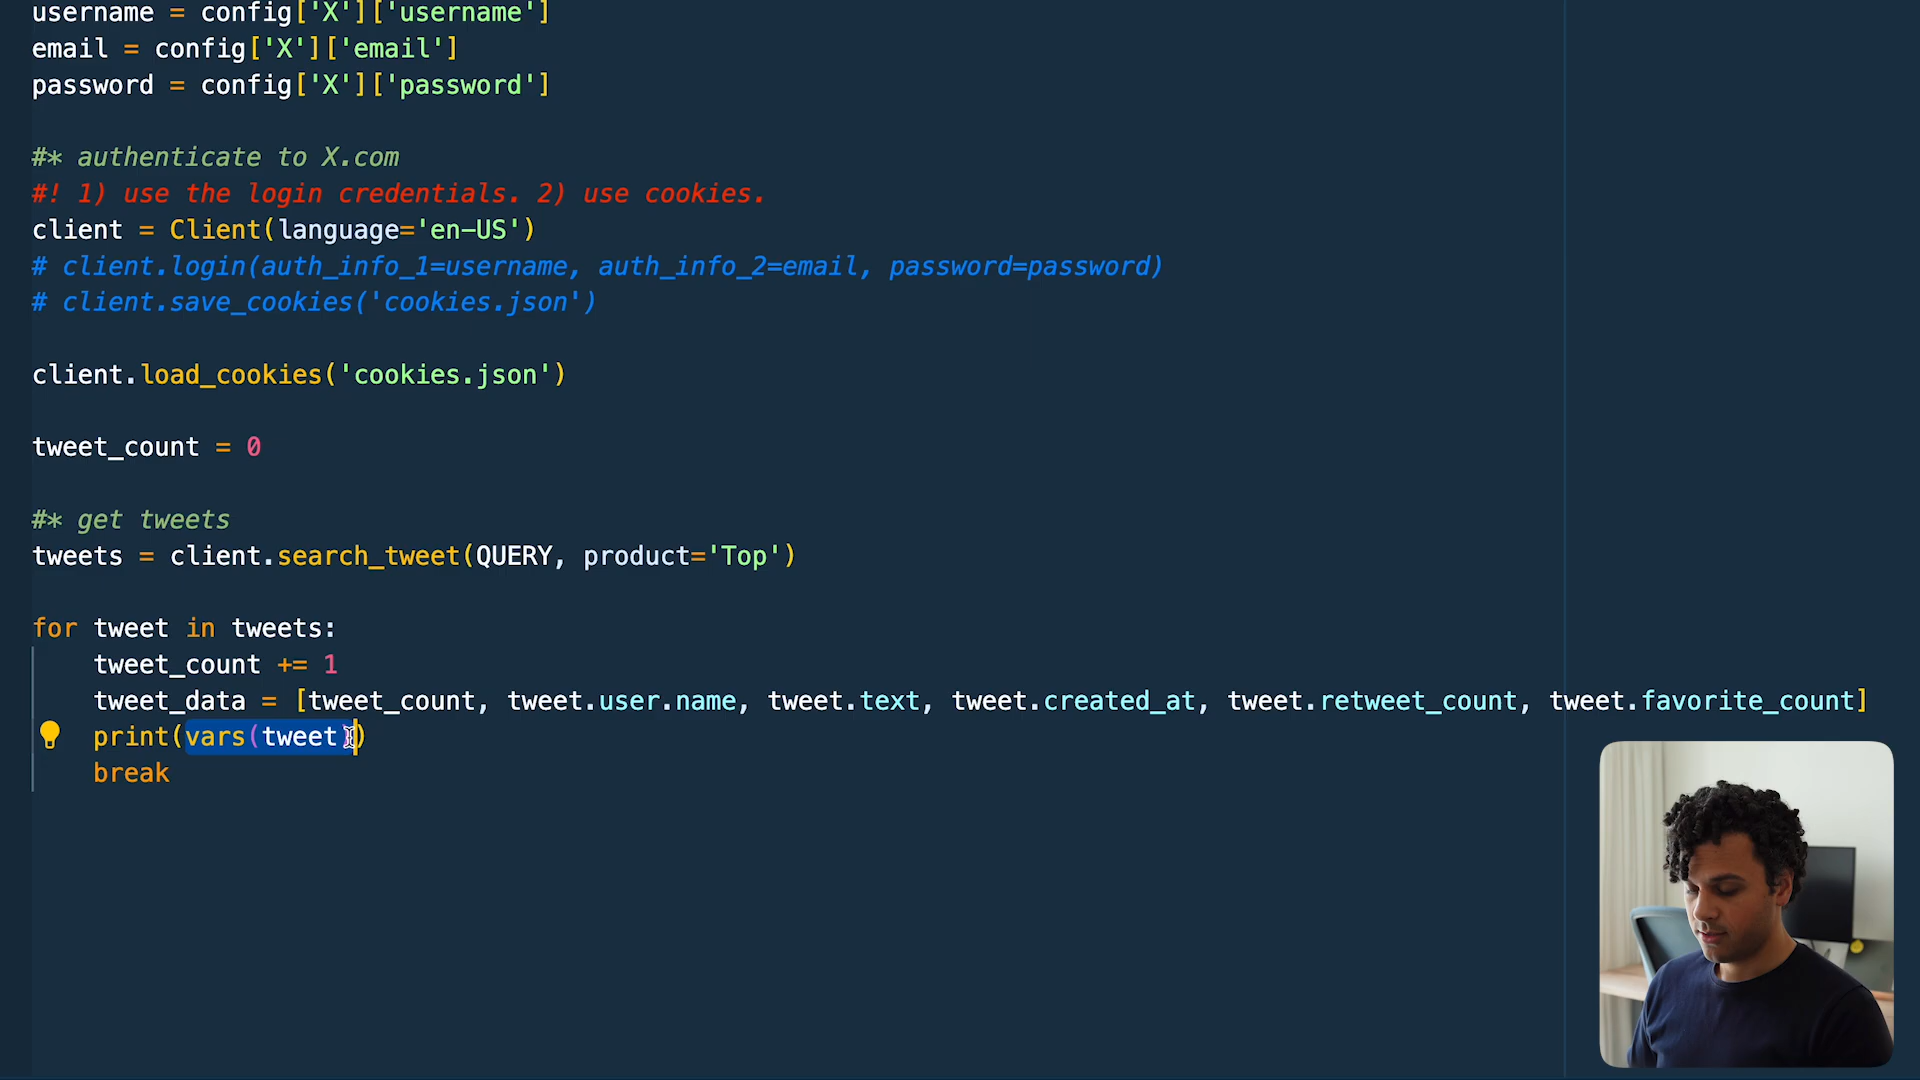 username = config['X']['username']
email = config['X']['email']
password = config['X']['password']
#* authenticate to X.com
#! 1) use the login credentials. 2) use cookies.
client = Client(language='en-US')
# client.login(auth_info_1=username, auth_info_2=email, password=password)
# client.save_cookies('cookies.json')
client.load_cookies('cookies.json')
tweet_count = 0
#* get tweets
tweets = client.search_tweet(QUERY, product='Top')
for tweet in tweets:
    tweet_count += 1
    tweet_data = [tweet_count, tweet.user.name, tweet.text, tweet.created_at, tweet.retweet_count, tweet.favorite_count]
    print(vars(tweet))
    break